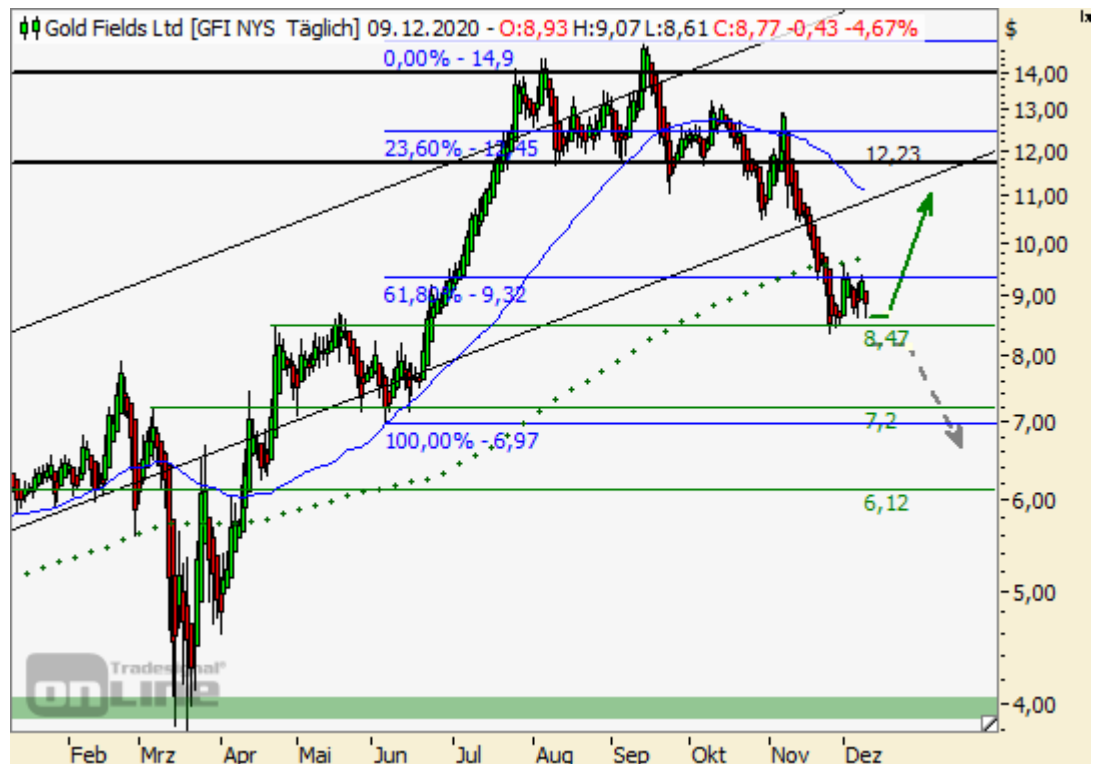 Gold Fields Ltd [GFI NYS Täglich] 09.12.2020 - O:8,93 H:9,07 L:8,61 C:8,77 -0,43 -4,67%
$
0,00% - 14,9
14,00
13,00
23,60% - 12,45
12,23
12,00
11,00
10,00
61,80% - 9,32
9,00
8,47
8,00
7,2
7,00
100,00% - 6,97
6,12
6,00
5,00
Tradesignal®
onLine
4,00
Feb Mrz Apr Mai Jun Jul Aug Sep Okt Nov Dez